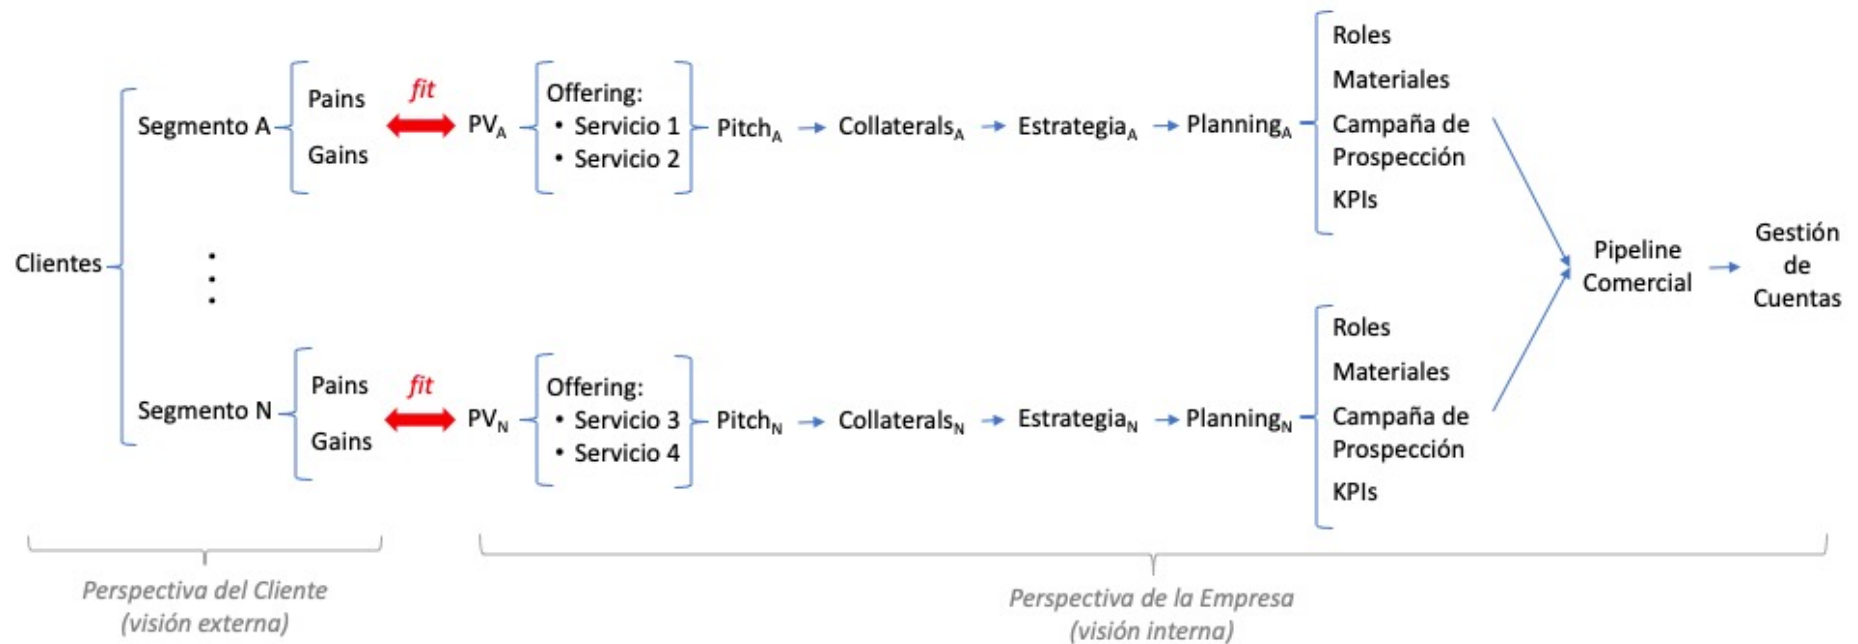 Clientes
Segmento A
Pains
Gains
fit
PVA
Offering:
• Servicio 1
• Servicio 2
PitchA
CollateralsA
EstrategiaA
PlanningA
Roles
Materiales
Campaña de
Prospección
KPIs
Segmento N
Pains
Gains
fit
PVN
Offering:
• Servicio 3
• Servicio 4
PitchN
CollateralsN
EstrategiaN
PlanningN
Roles
Materiales
Campaña de
Prospección
KPIs
Pipeline
Comercial
Gestión
de
Cuentas
Perspectiva del Cliente
(visión externa)
Perspectiva de la Empresa
(visión interna)